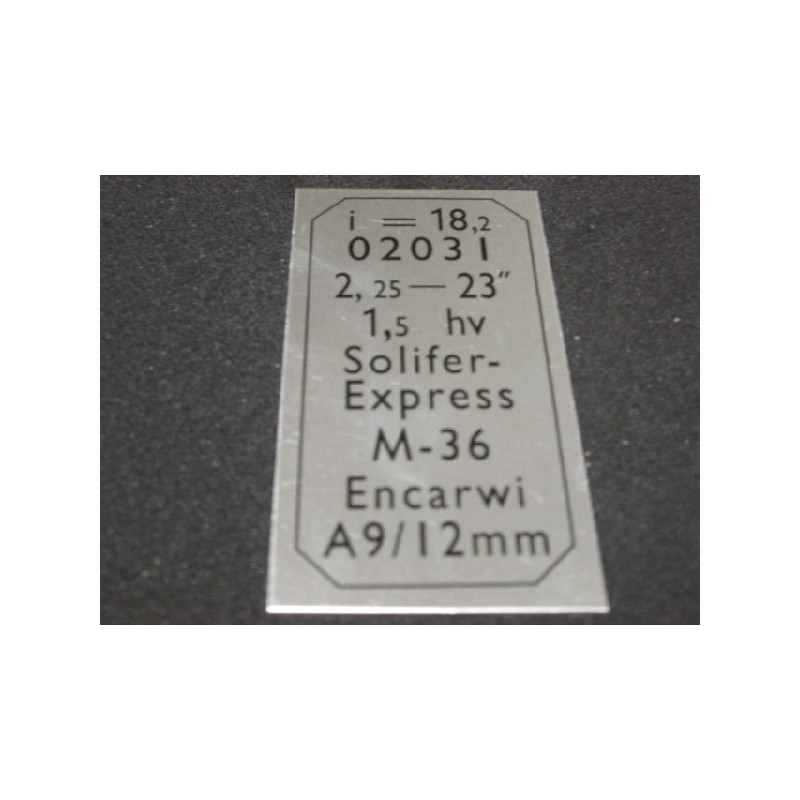 i = 18,2
02031
2, 25 — 23"
1,5 hv
Solifer-
Express
M-36
Encarwi
A9/12mm